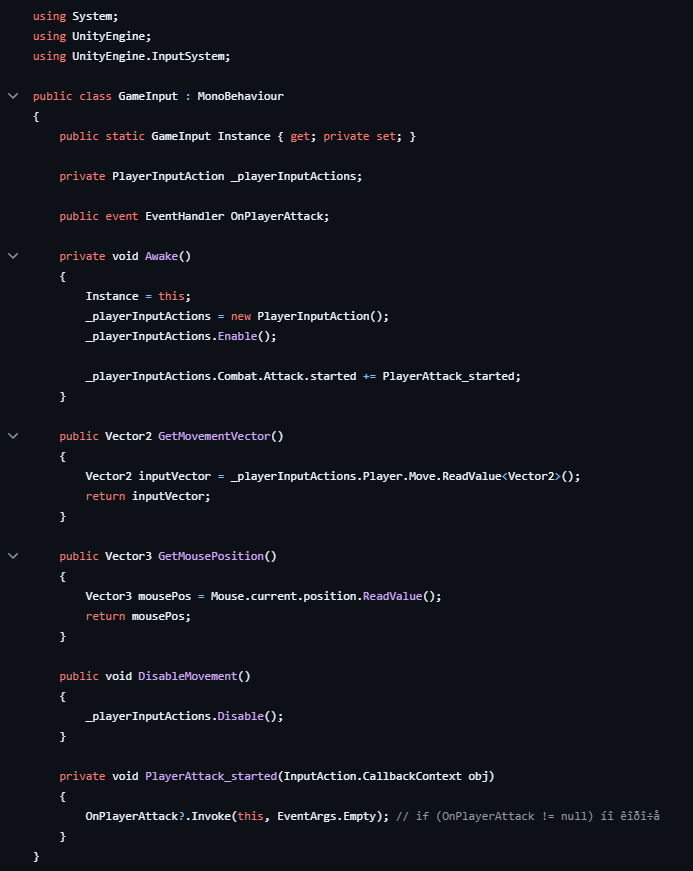 using System;
using UnityEngine;
using UnityEngine.InputSystem;
public class GameInput : MonoBehaviour
{
public static GameInput Instance { get; private set; }
private PlayerInputAction _playerInputActions;
public event EventHandler OnPlayerAttack;
private void Awake()
{
Instance = this;
_playerInputActions = new PlayerInputAction();
_playerInputActions.Enable();
_playerInputActions.Combat.Attack.started += PlayerAttack_started;
}
public Vector2 GetMovementVector()
{
Vector2 inputVector = _playerInputActions.Player.Move.ReadValue<Vector2>();
return inputVector;
}
public Vector3 GetMousePosition()
{
Vector3 mousePos = Mouse.current.position.ReadValue();
return mousePos;
}
public void DisableMovement()
{
_playerInputActions.Disable();
}
private void PlayerAttack_started(InputAction.CallbackContext obj)
{
OnPlayerAttack?.Invoke(this, EventArgs.Empty); // if (OnPlayerAttack != null) íî êîðî÷å
}
}